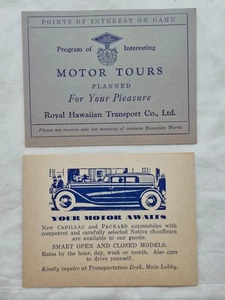 POINTS OF INTEREST ON OAHU
Program of Interesting
MOTOR TOURS
PLANNED
For Your Pleasure
Royal Hawaiian Transport Co., Ltd.
Please see reverse side for meaning of common Hawaiian Words
YOUR MOTOR AWAITS
New CADILLAC and PACKARD automobiles with
competent and carefully selected Native chauffeurs
are available to our guests.
SMART OPEN AND CLOSED MODELS.
Rates by the hour, day, week or month. Also cars
to drive yourself.
Kindly inquire at Transportation Desk, Main Lobby.